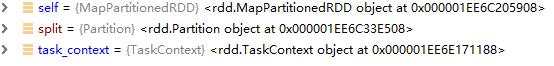 self = {MapPartitionedRDD} <rdd.MapPartitionedRDD object at 0x000001EE6C205908>
split = {Partition} <rdd.Partition object at 0x000001EE6C33E508>
task_context = {TaskContext} <rdd.TaskContext object at 0x000001EE6E171188>